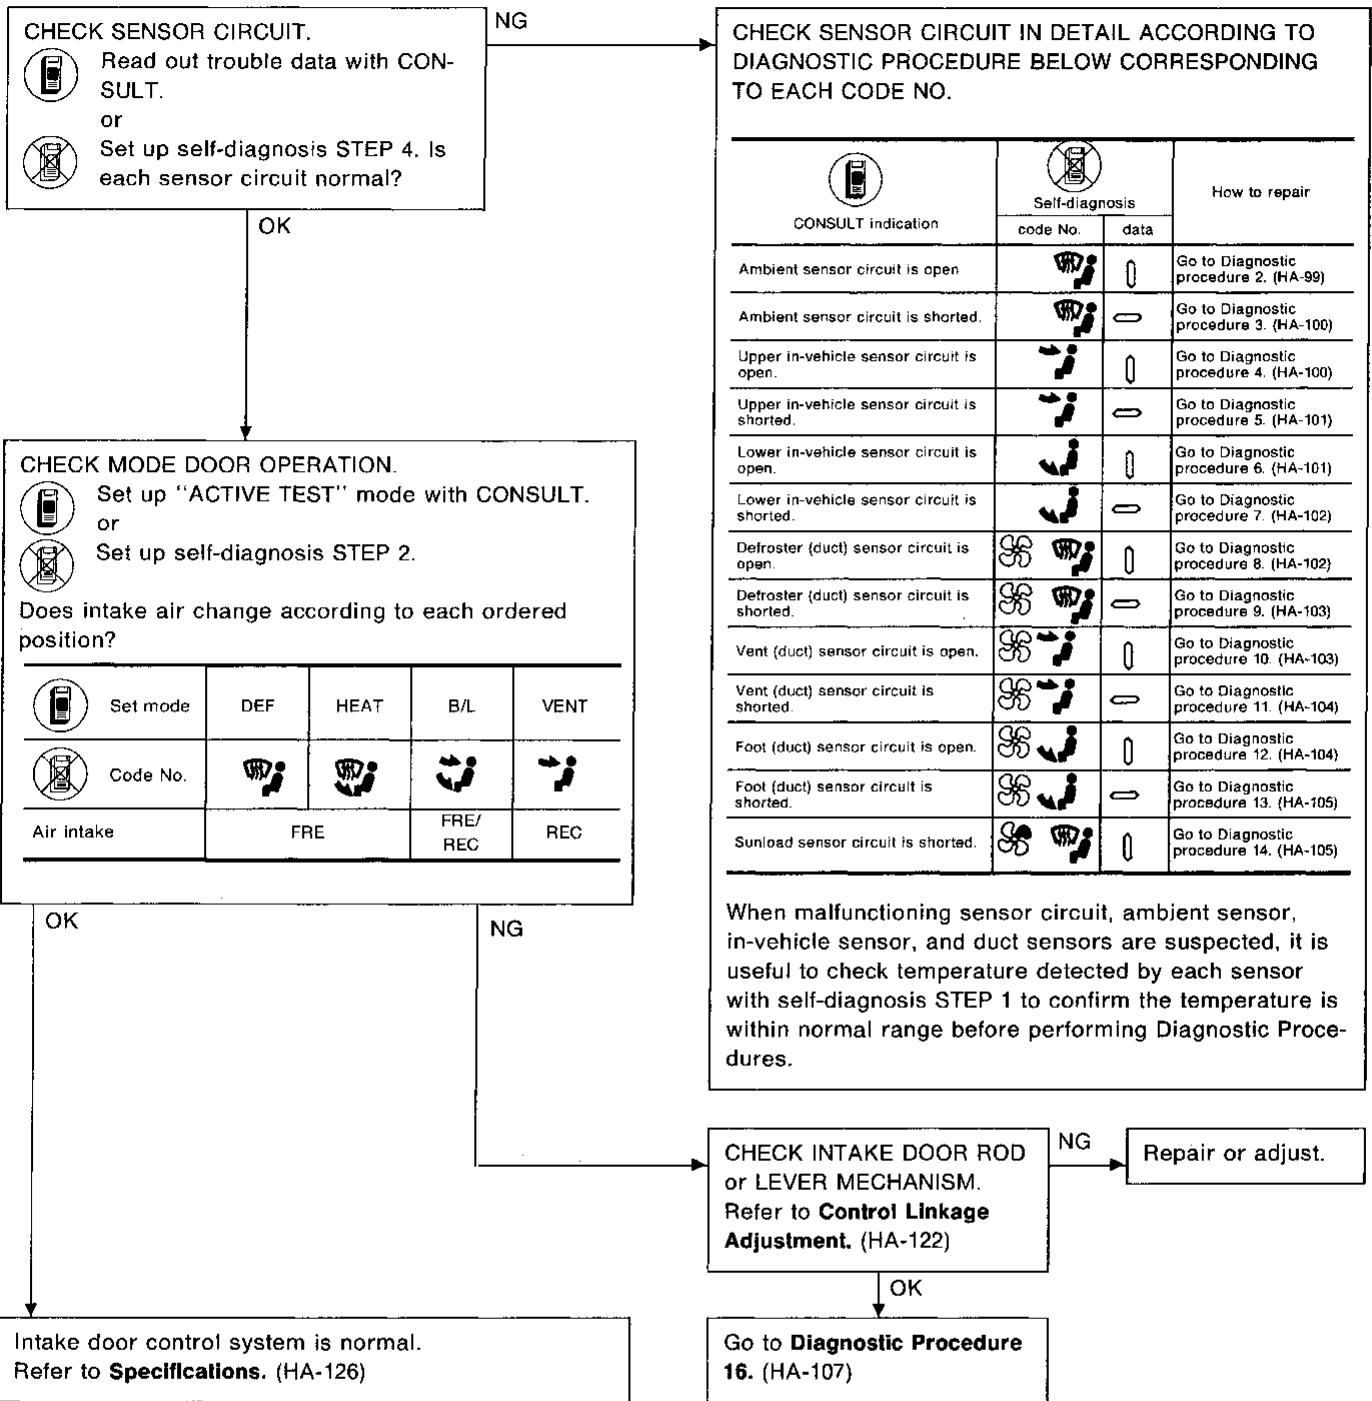 CHECK SENSOR CIRCUIT.
Read out trouble data with CON-
SULT.
or
Set up self-diagnosis STEP 4. Is
each sensor circuit normal?
NG
OK
CHECK SENSOR CIRCUIT IN DETAIL ACCORDING TO
DIAGNOSTIC PROCEDURE BELOW CORRESPONDING
TO EACH CODE NO.
CONSULT indication
Self-diagnosis
code No.
data
How to repair
Ambient sensor circuit is open
Go to Diagnostic
procedure 2. (HA-99)
Ambient sensor circuit is shorted.
Go to Diagnostic
procedure 3. (HA-100)
Upper in-vehicle sensor circuit is
open.
Go to Diagnostic
procedure 4. (HA-100)
Upper in-vehicle sensor circuit is
shorted.
Go to Diagnostic
procedure 5. (HA-101)
Lower in-vehicle sensor circuit is
open.
Go to Diagnostic
procedure 6. (HA-101)
Lower in-vehicle sensor circuit is
shorted.
Go to Diagnostic
procedure 7. (HA-102)
Defroster (duct) sensor circuit is
open.
Go to Diagnostic
procedure 8. (HA-102)
Defroster (duct) sensor circuit is
shorted.
Go to Diagnostic
procedure 9. (HA-103)
Vent (duct) sensor circuit is open.
Go to Diagnostic
procedure 10. (HA-103)
Vent (duct) sensor circuit is
shorted.
Go to Diagnostic
procedure 11. (HA-104)
Foot (duct) sensor circuit is open.
Go to Diagnostic
procedure 12. (HA-104)
Foot (duct) sensor circuit is
shorted.
Go to Diagnostic
procedure 13. (HA-105)
Sunload sensor circuit is shorted.
Go to Diagnostic
procedure 14. (HA-105)
When malfunctioning sensor circuit, ambient sensor,
in-vehicle sensor, and duct sensors are suspected, it is
useful to check temperature detected by each sensor
with self-diagnosis STEP 1 to confirm the temperature is
within normal range before performing Diagnostic Proce-
dures.
CHECK MODE DOOR OPERATION.
Set up "ACTIVE TEST" mode with CONSULT.
or
Set up self-diagnosis STEP 2.
Does intake air change according to each ordered
position?
Set mode
DEF
HEAT
B/L
VENT
Code No.
Air intake
FRE
FRE/
REC
REC
OK
NG
CHECK INTAKE DOOR ROD
or LEVER MECHANISM.
Refer to Control Linkage
Adjustment. (HA-122)
NG
Repair or adjust.
OK
Intake door control system is normal.
Refer to Specifications. (HA-126)
Go to Diagnostic Procedure
16. (HA-107)